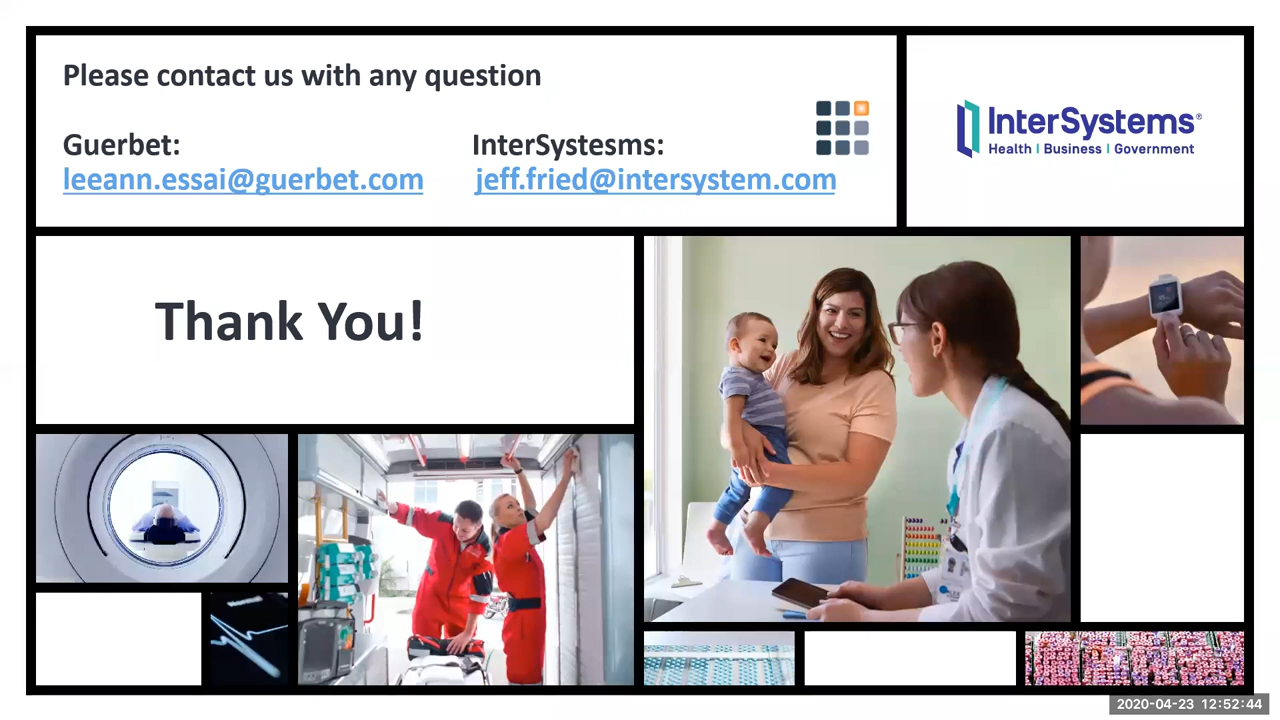 Please contact us with any question
Guerbet:
leeann.essai@guerbet.com
InterSystesms:
jeff.fried@intersystem.com
InterSystems®
Health | Business | Government
Thank You!
2020-04-23 12:52:44